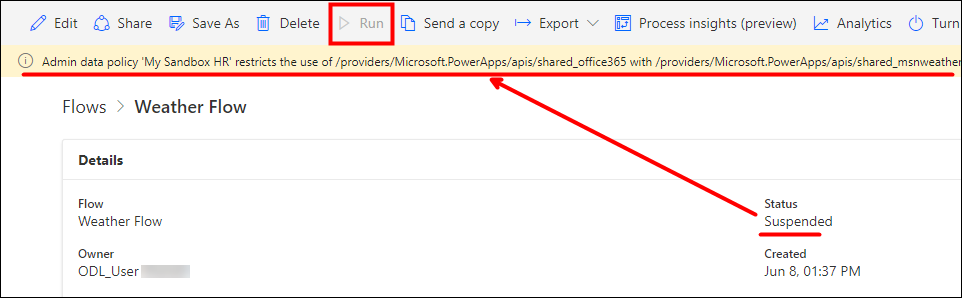 Edit Share Save As Delete Run Send a copy Export Process insights (preview) Analytics Turn
Admin data policy 'My Sandbox HR' restricts the use of /providers/Microsoft.PowerApps/apis/shared_office365 with /providers/Microsoft.PowerApps/apis/shared_msnweather
Flows > Weather Flow
Details
Flow
Weather Flow
Status
Suspended
Owner
ODL_User
Created
Jun 8, 01:37 PM